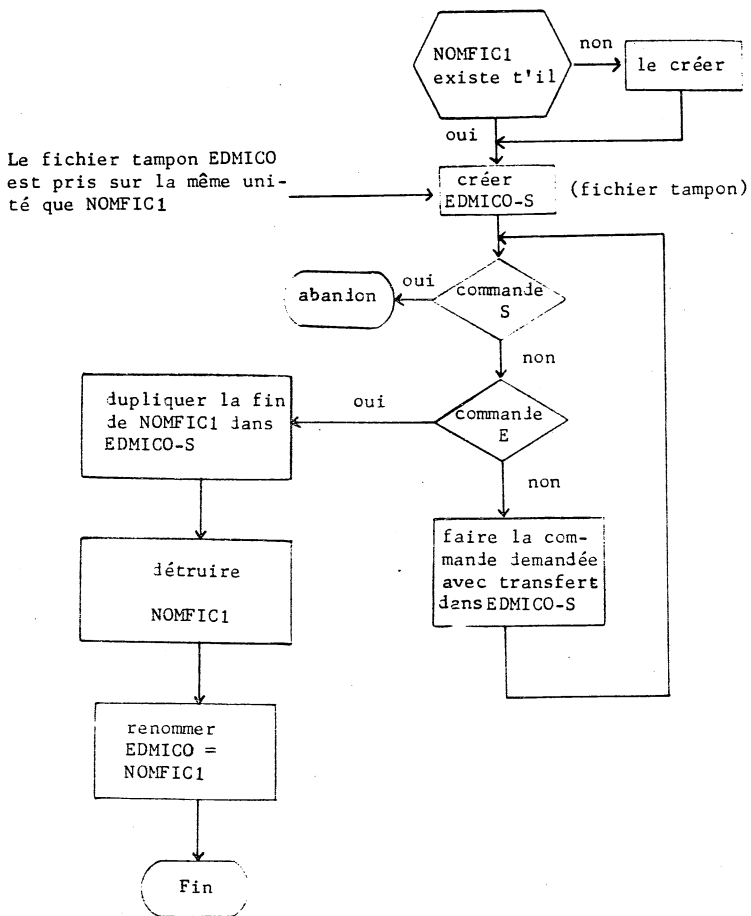 NOMFIC1
existe t'il
non
le créer
oui
Le fichier tampon EDMICO
est pris sur la même uni-
té que NOMFIC1
créer
EDMICO-S
(fichier tampon)
commande
S
oui
abandon
non
commande
E
oui
dupliquer la fin
de NOMFIC1 dans
EDMICO-S
non
faire la com-
mande demandée
avec transfert
dans EDMICO-S
détruire
NOMFIC1
renommer
EDMICO =
NOMFIC1
Fin